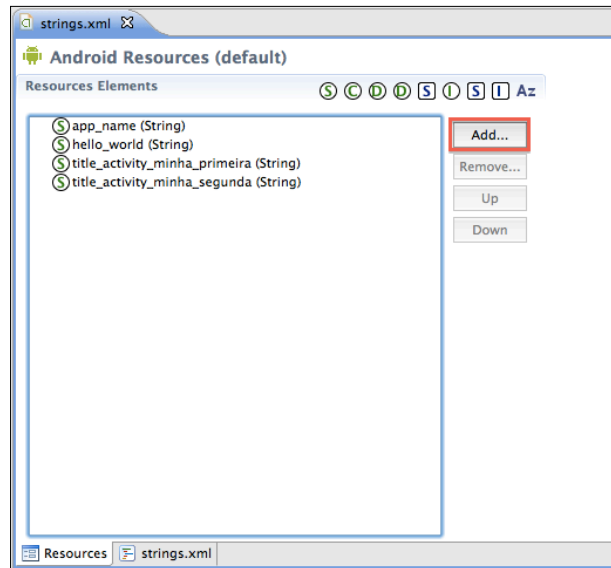 strings.xml
Android Resources (default)
Resources Elements
S C D D S I S I Az
S app_name (String)
S hello_world (String)
S title_activity_minha_primeira (String)
S title_activity_minha_segunda (String)
Add...
Remove...
Up
Down
Resources
strings.xml